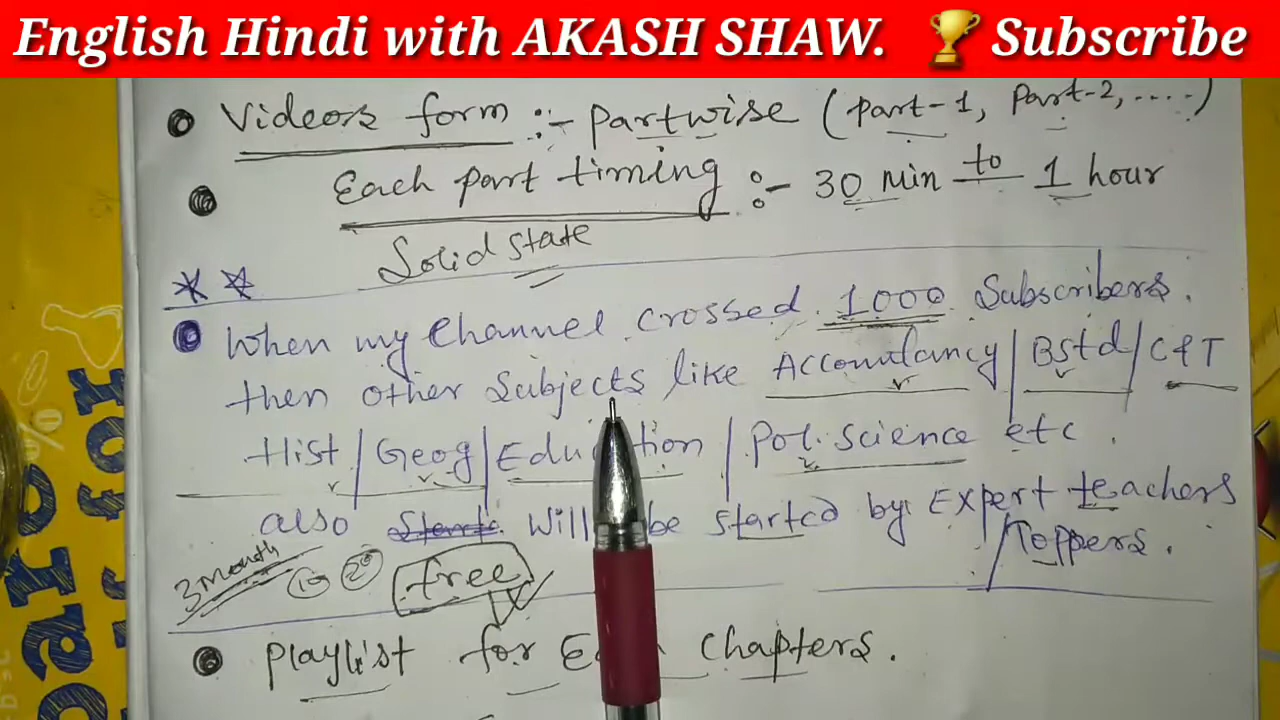 English Hindi with AKASH SHAW. 🏆 Subscribe
Videos form :- Partwise (Part-1, Part-2, ....)
Each part timing :- 30 Min to 1 hour
Solid state
When my channel crossed 1000 Subscribers.
then other Subjects like Accountancy/Bstd/C&T
Hist/Geog/Education/Pol. Science etc.
also will be started by Expert teachers
/Toppers.
3 Month
free
Playlist for Each Chapters.